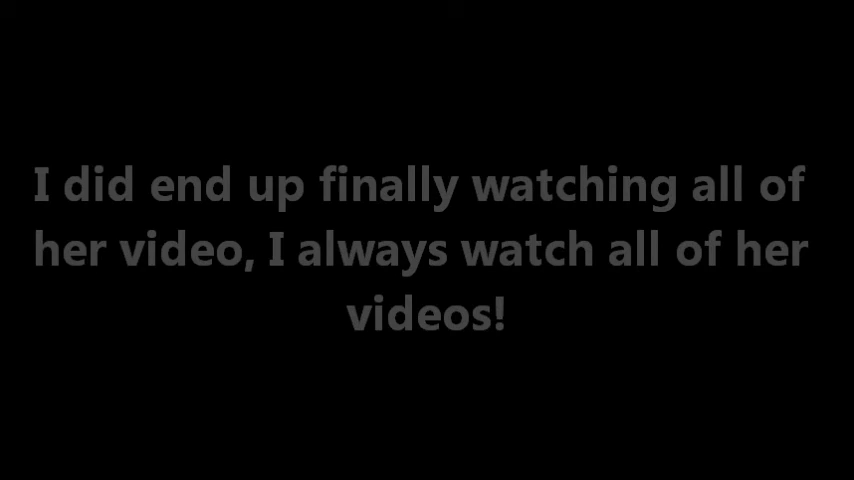 I did end up finally watching all of
her video, I always watch all of her
videos!